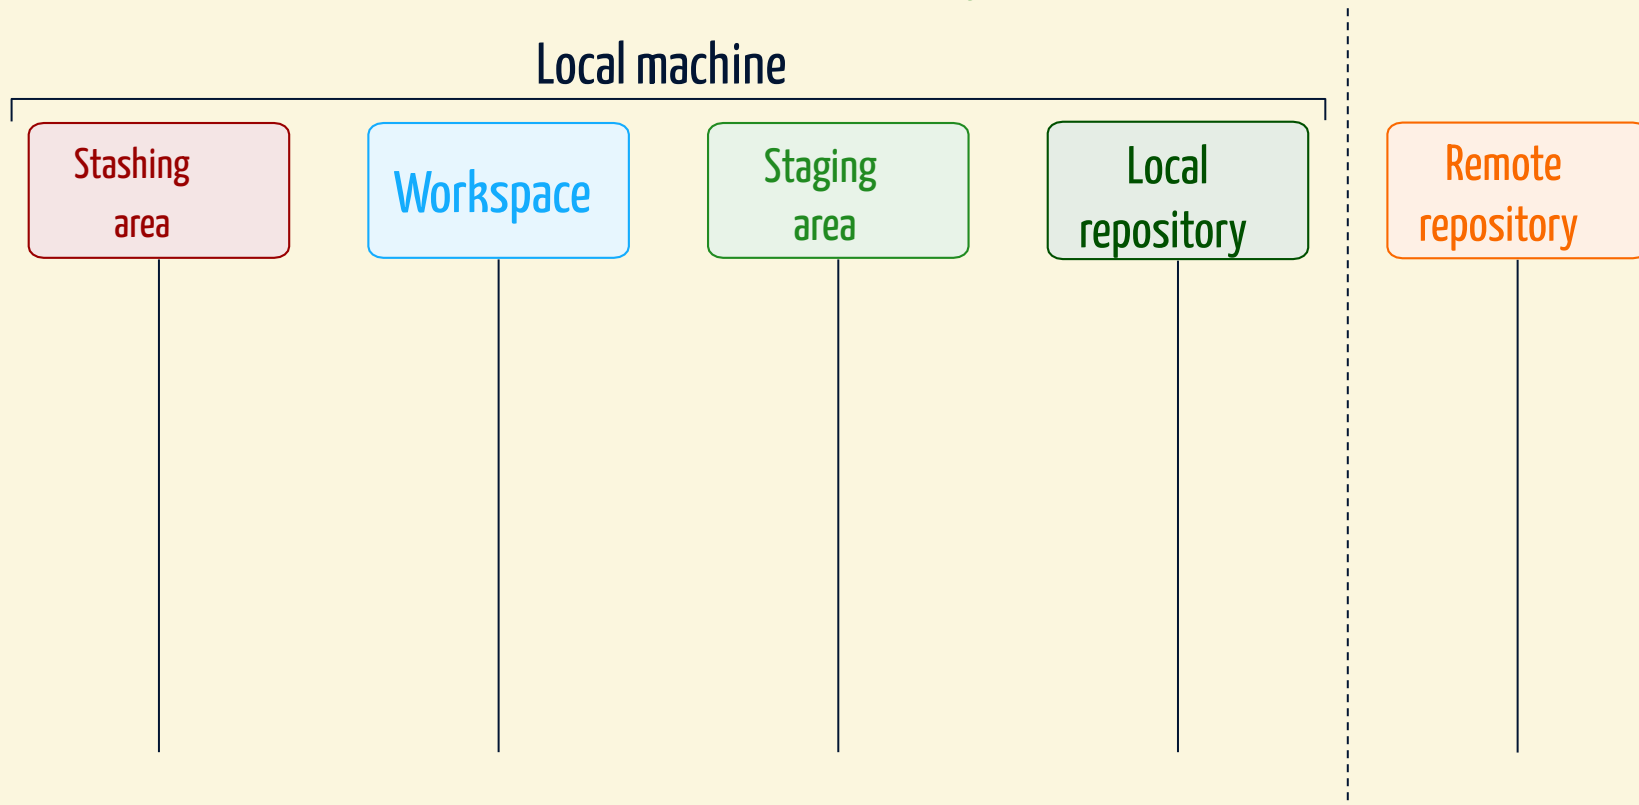 Local machine
Stashing
area
Workspace
Staging
area
Local
repository
Remote
repository